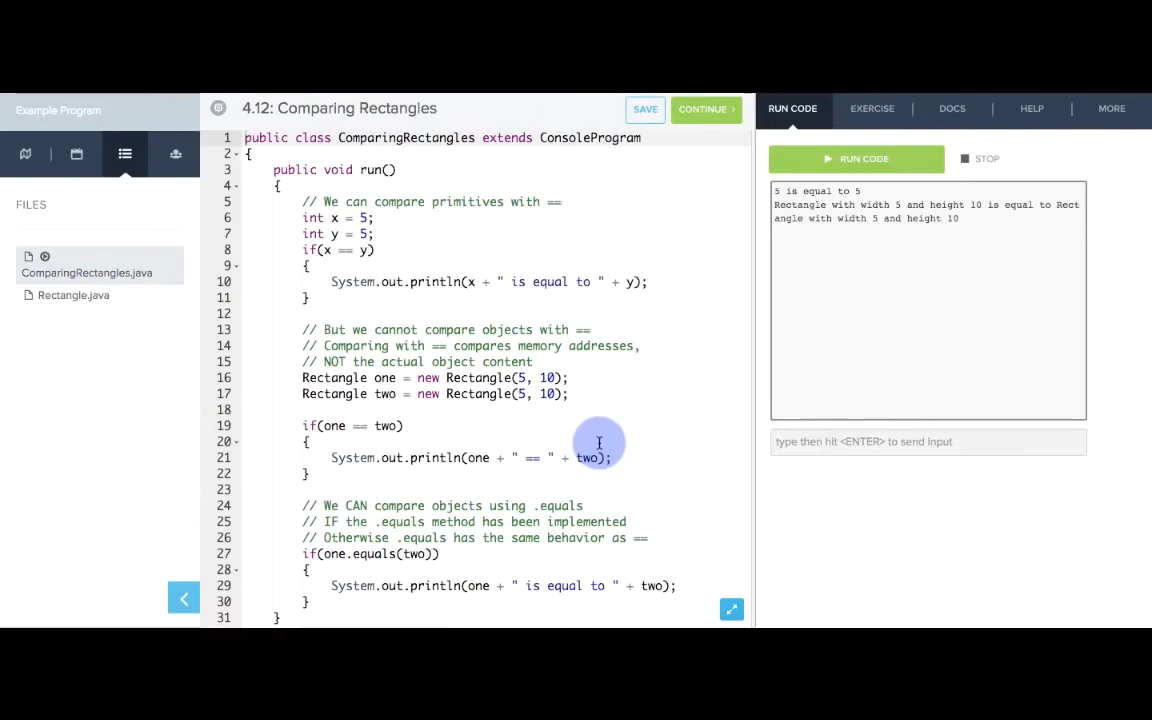 Example Program
4.12: Comparing Rectangles
SAVE
CONTINUE
RUN CODE
EXERCISE
DOCS
HELP
MORE
FILES
ComparingRectangles.java
Rectangle.java
1 public class ComparingRectangles extends ConsoleProgram
2 {
3 public void run()
4 {
5 // We can compare primitives with ==
6 int x = 5;
7 int y = 5;
8 if(x == y)
9 {
10 System.out.println(x + " is equal to " + y);
11 }
12
13 // But we cannot compare objects with ==
14 // Comparing with == compares memory addresses,
15 // NOT the actual object content
16 Rectangle one = new Rectangle(5, 10);
17 Rectangle two = new Rectangle(5, 10);
18
19 if(one == two)
20 {
21 System.out.println(one + " == " + two);
22 }
23
24 // We CAN compare objects using .equals
25 // IF the .equals method has been implemented
26 // Otherwise .equals has the same behavior as ==
27 if(one.equals(two))
28 {
29 System.out.println(one + " is equal to " + two);
30 }
31 }
RUN CODE
STOP
5 is equal to 5
Rectangle with width 5 and height 10 is equal to Rect
angle with width 5 and height 10
type then hit <ENTER> to send input